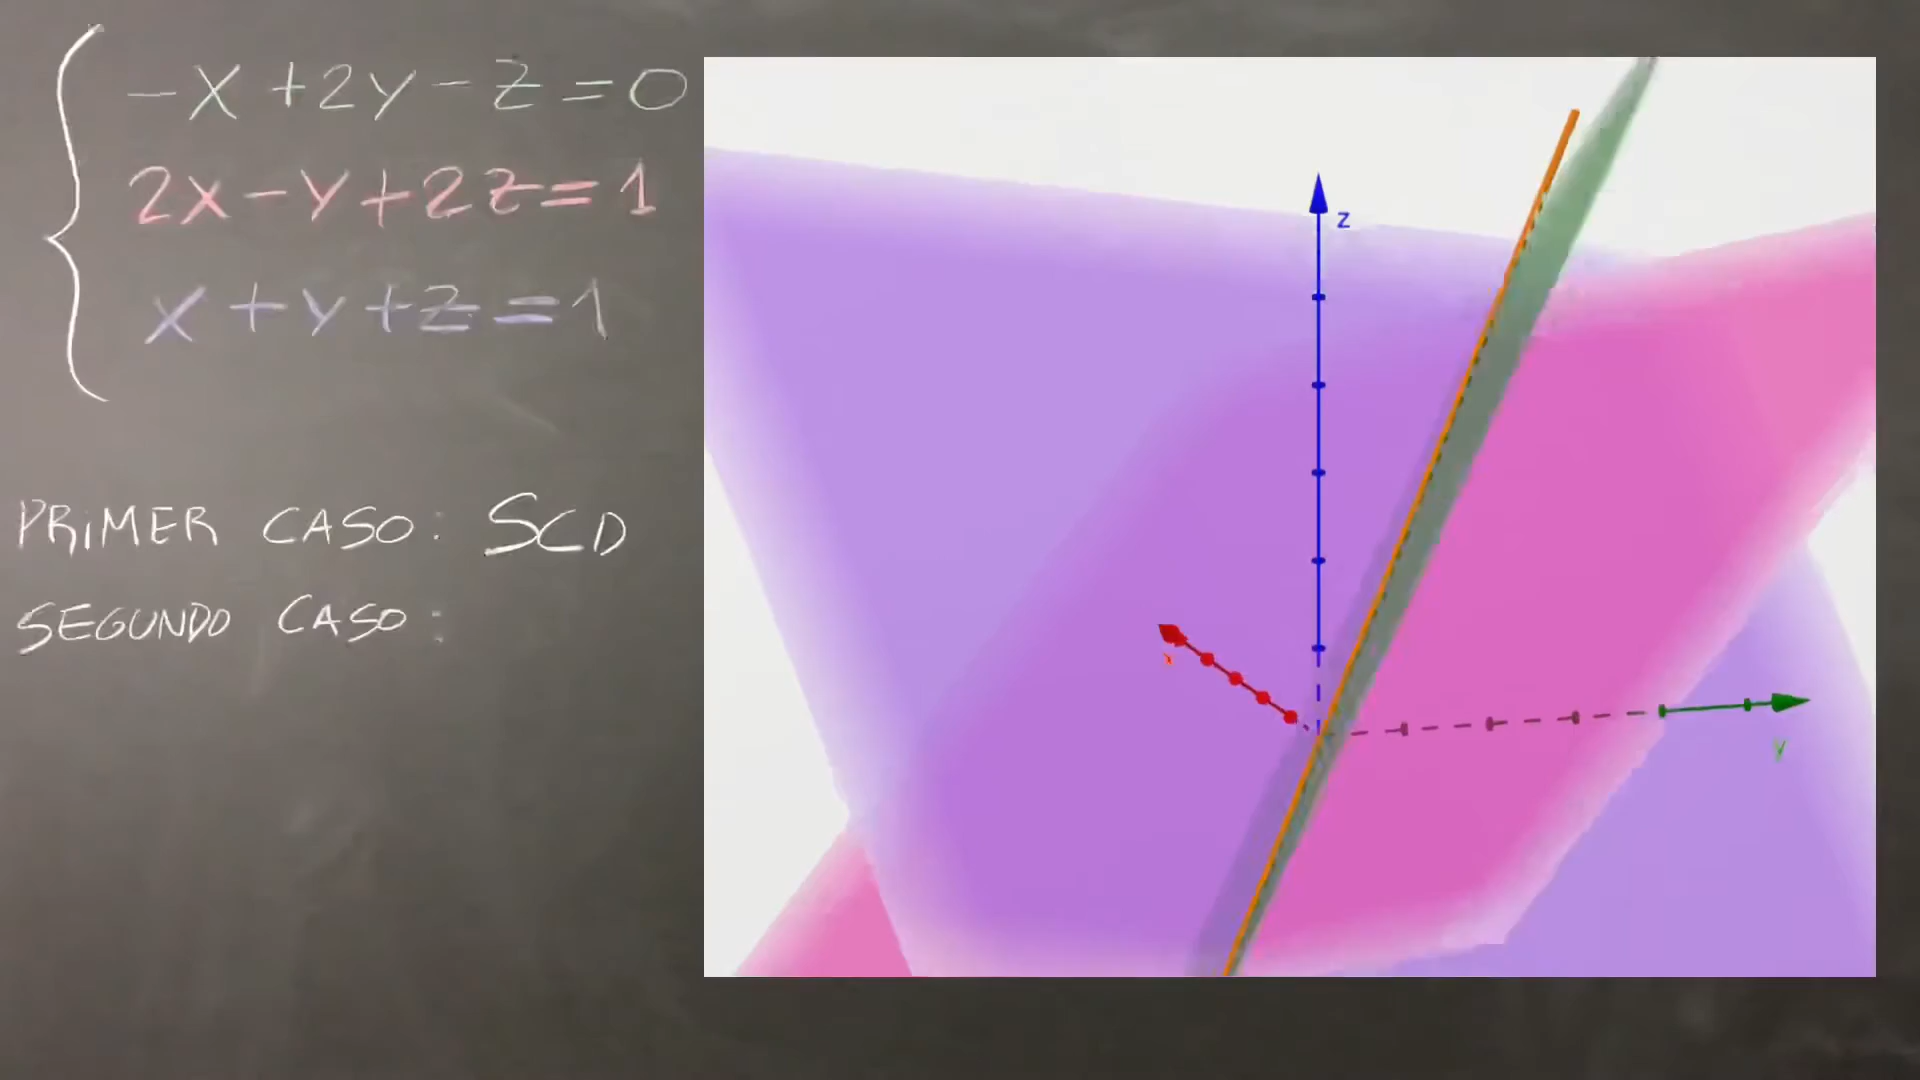 -x+2y-z=0
2x-y+2z=1
x+y+z=1
PRiMER CASO: SCD
SEGUNDO CASO:
z
y